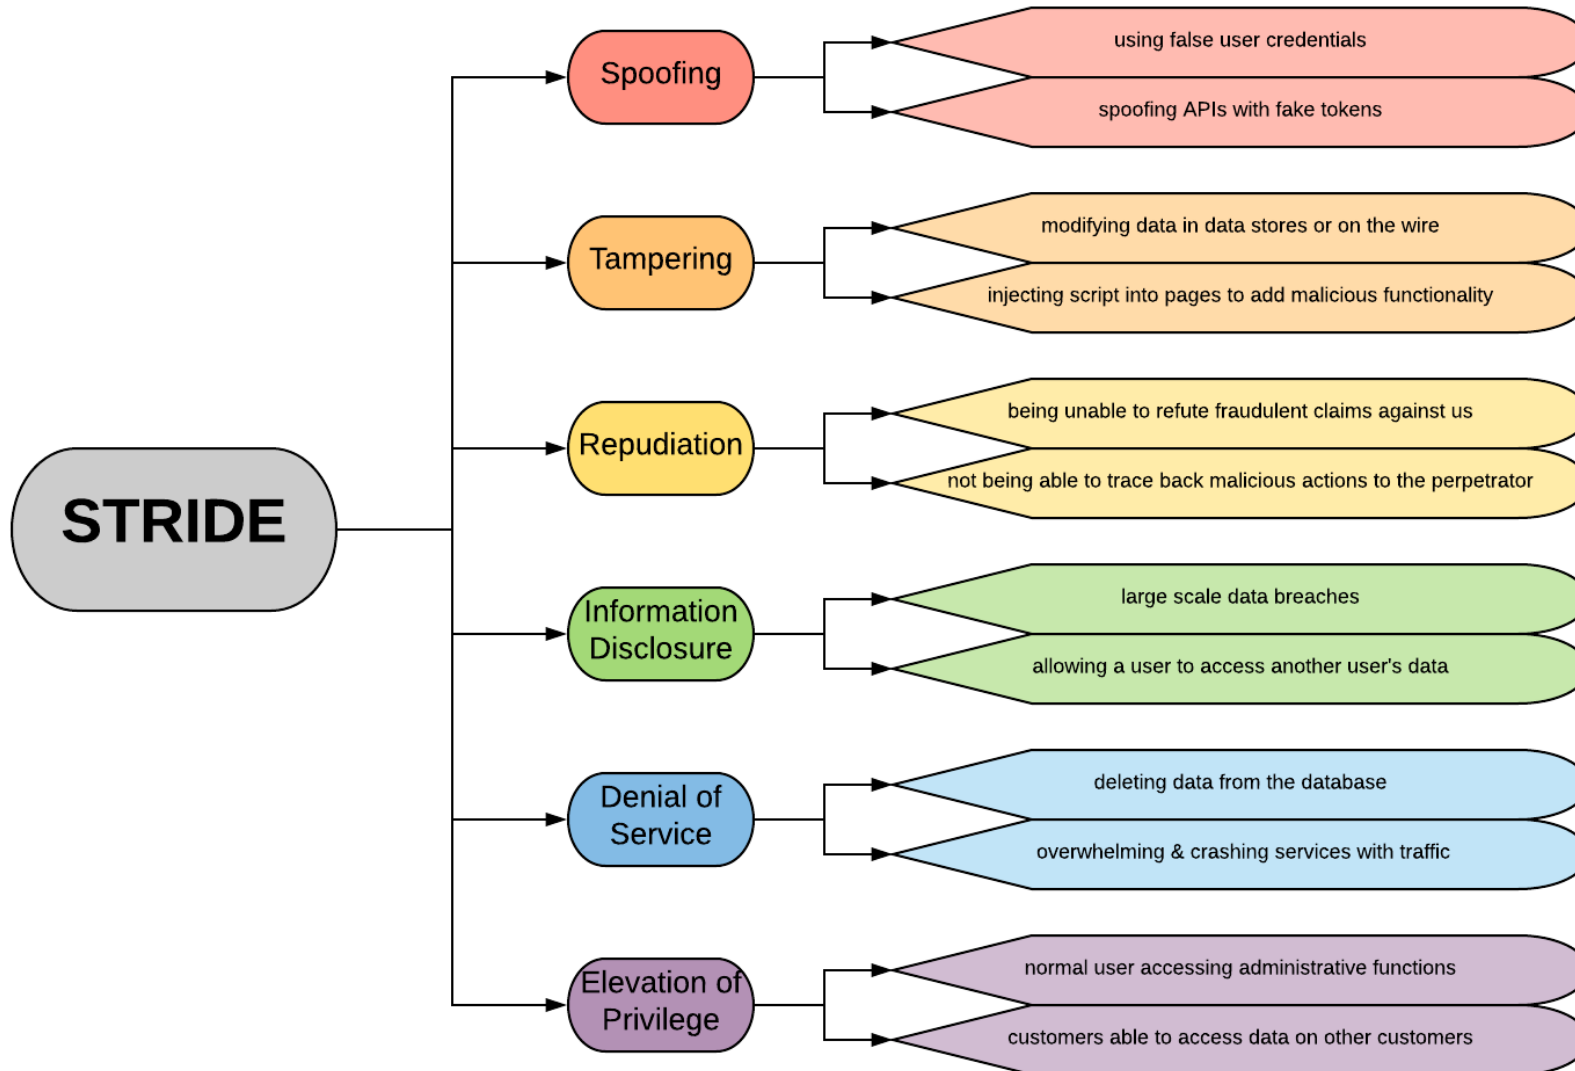 STRIDE
Spoofing
using false user credentials
spoofing APIs with fake tokens
Tampering
modifying data in data stores or on the wire
injecting script into pages to add malicious functionality
Repudiation
being unable to refute fraudulent claims against us
not being able to trace back malicious actions to the perpetrator
Information
Disclosure
large scale data breaches
allowing a user to access another user's data
Denial of
Service
deleting data from the database
overwhelming & crashing services with traffic
Elevation of
Privilege
normal user accessing administrative functions
customers able to access data on other customers